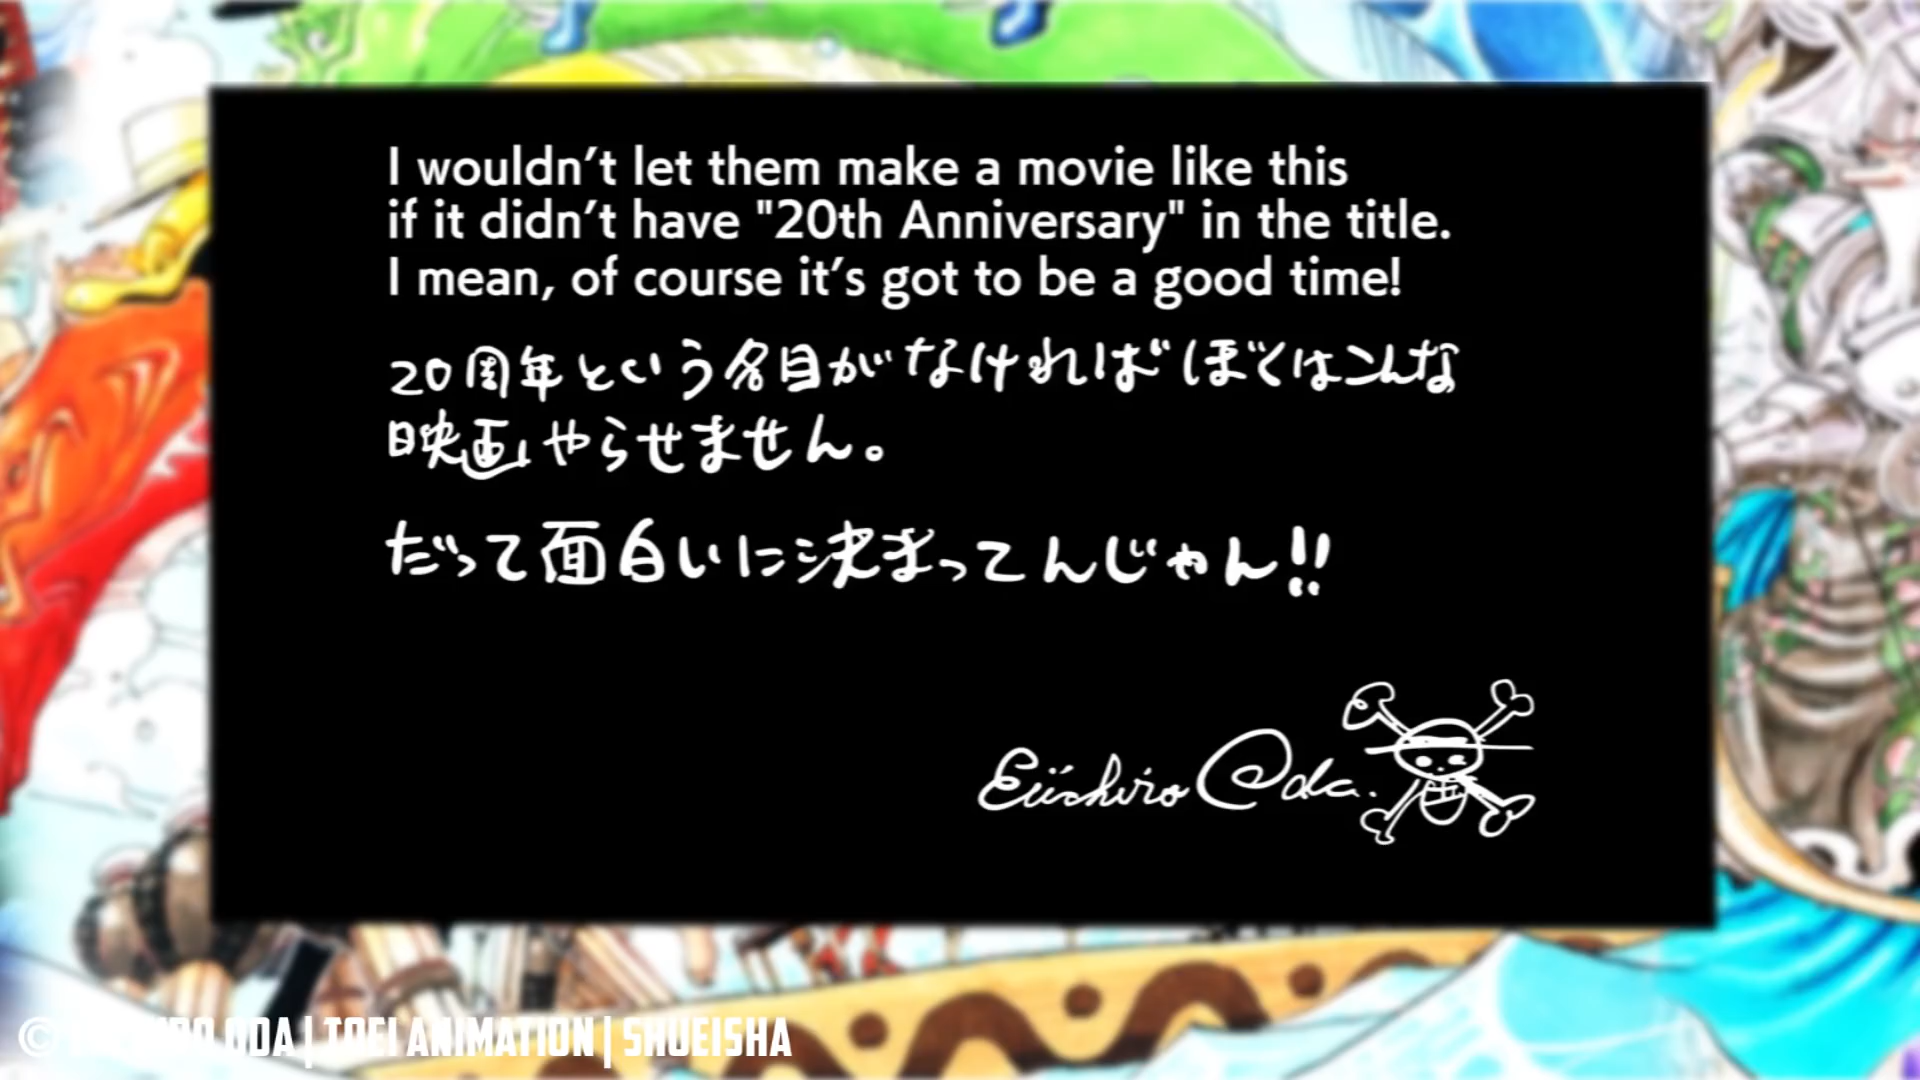 I wouldn't let them make a movie like this
if it didn't have "20th Anniversary" in the title.
I mean, of course it's got to be a good time!
20周年という名目がなければぼくはこんな
映画やらせません。
だって面白いに決まってんじゃん!!
Eiichiro Oda.
© ODA | TOEI ANIMATION | SHUEISHA